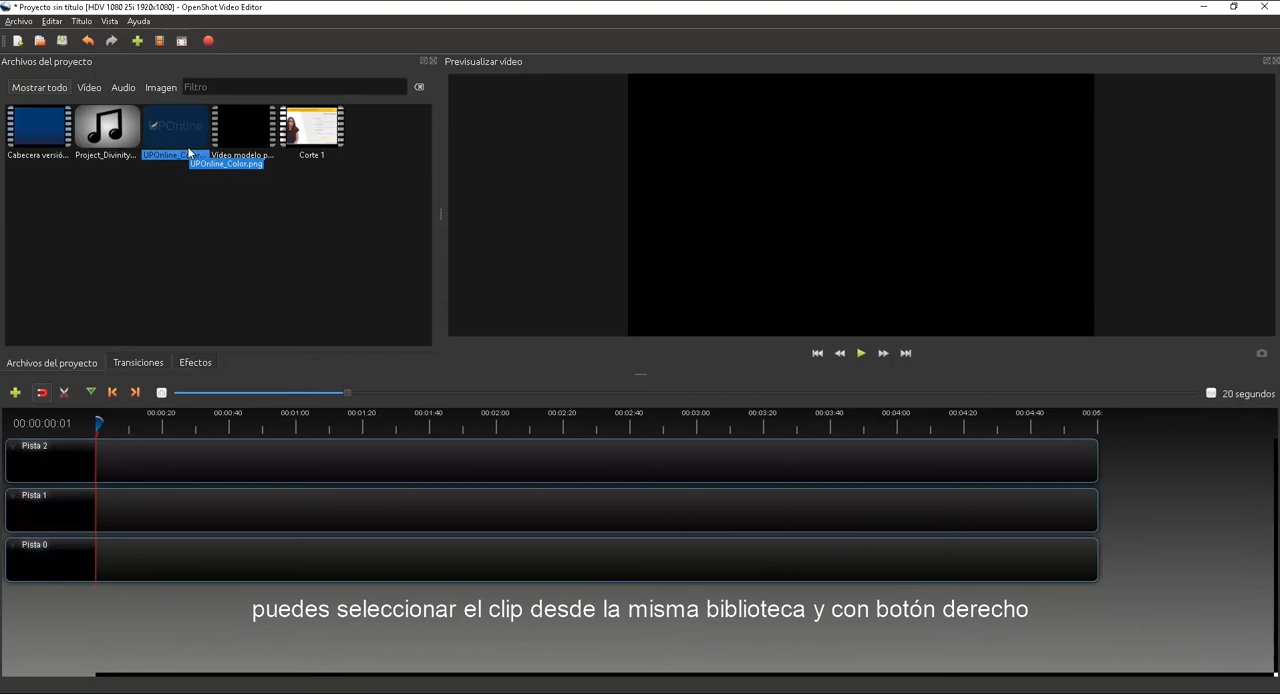 * Proyecto sin título [HDV 1080 25i 1920x1080] - OpenShot Video Editor
Archivo Editar Título Vista Ayuda
Archivos del proyecto
Previsualizar vídeo
Mostrar todo Vídeo Audio Imagen Filtro
UPOnline
Cabecera versió... Project_Divinity... UPOnline_Color... Vídeo modelo p... Corte 1
UPOnline_Color.png
Archivos del proyecto Transiciones Efectos
20 segundos
00:00:00:01
00:00:20 00:00:40 00:01:00 00:01:20 00:01:40 00:02:00 00:02:20 00:02:40 00:03:00 00:03:20 00:03:40 00:04:00 00:04:20 00:04:40 00:05:
Pista 2
Pista 1
Pista 0
puedes seleccionar el clip desde la misma biblioteca y con botón derecho